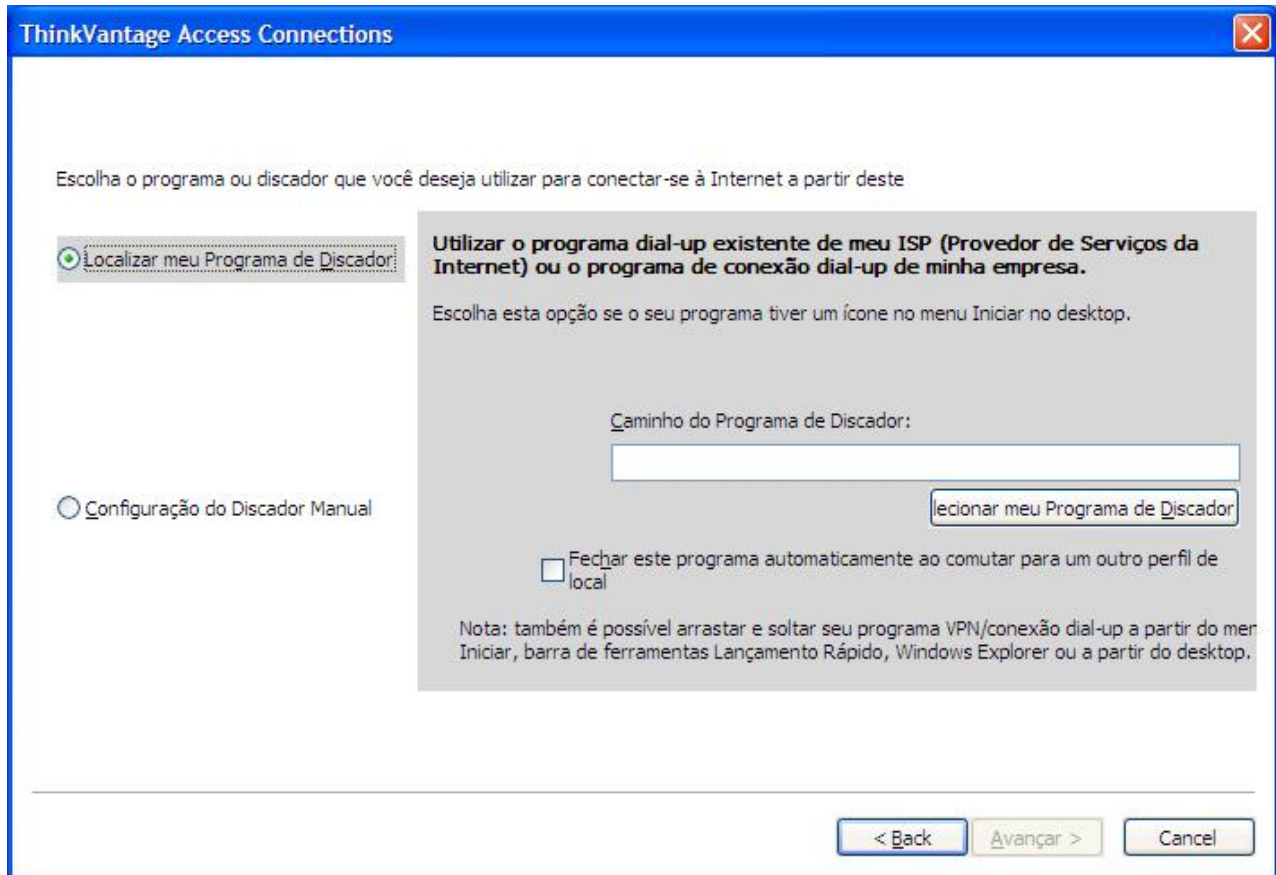 ThinkVantage Access Connections
Escolha o programa ou discador que você deseja utilizar para conectar-se à Internet a partir deste
Localizar meu Programa de Discador
Utilizar o programa dial-up existente de meu ISP (Provedor de Serviços da
Internet) ou o programa de conexão dial-up de minha empresa.
Escolha esta opção se o seu programa tiver um ícone no menu Iniciar no desktop.
Caminho do Programa de Discador:
Configuração do Discador Manual
lecionar meu Programa de Discador
Fechar este programa automaticamente ao comutar para um outro perfil de
local
Nota: também é possível arrastar e soltar seu programa VPN/conexão dial-up a partir do mer
Iniciar, barra de ferramentas Lançamento Rápido, Windows Explorer ou a partir do desktop.
< Back
Avançar >
Cancel